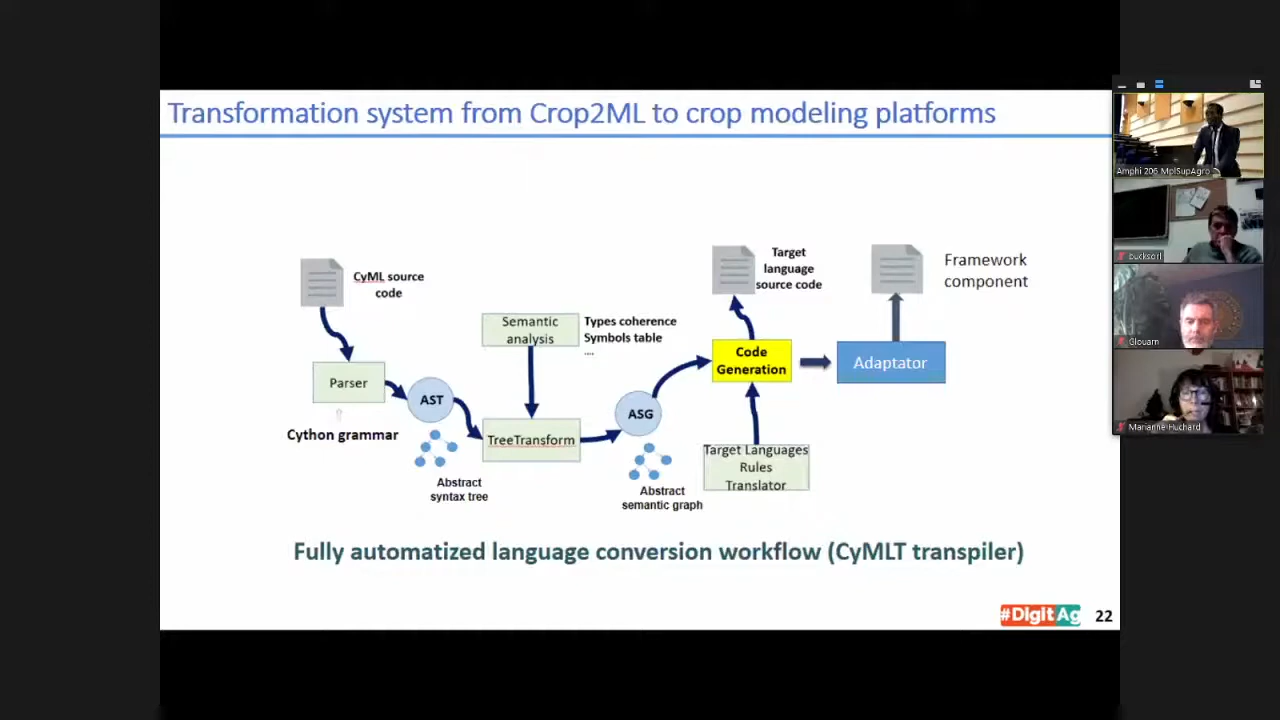 Transformation system from Crop2ML to crop modeling platforms
CyML source
code
Parser
Cython grammar
AST
Abstract
syntax tree
Semantic
analysis
Types coherence
Symbols table
....
TreeTransform
ASG
Abstract
semantic graph
Target
language
source code
Code
Generation
Target Languages
Rules
Translator
Adaptator
Framework
component
Fully automatized language conversion workflow (CyMLT transpiler)
#DigitAg
22
Amphi 206 MplSupAgro
bucksorl
Glouam
Marianne Huchard